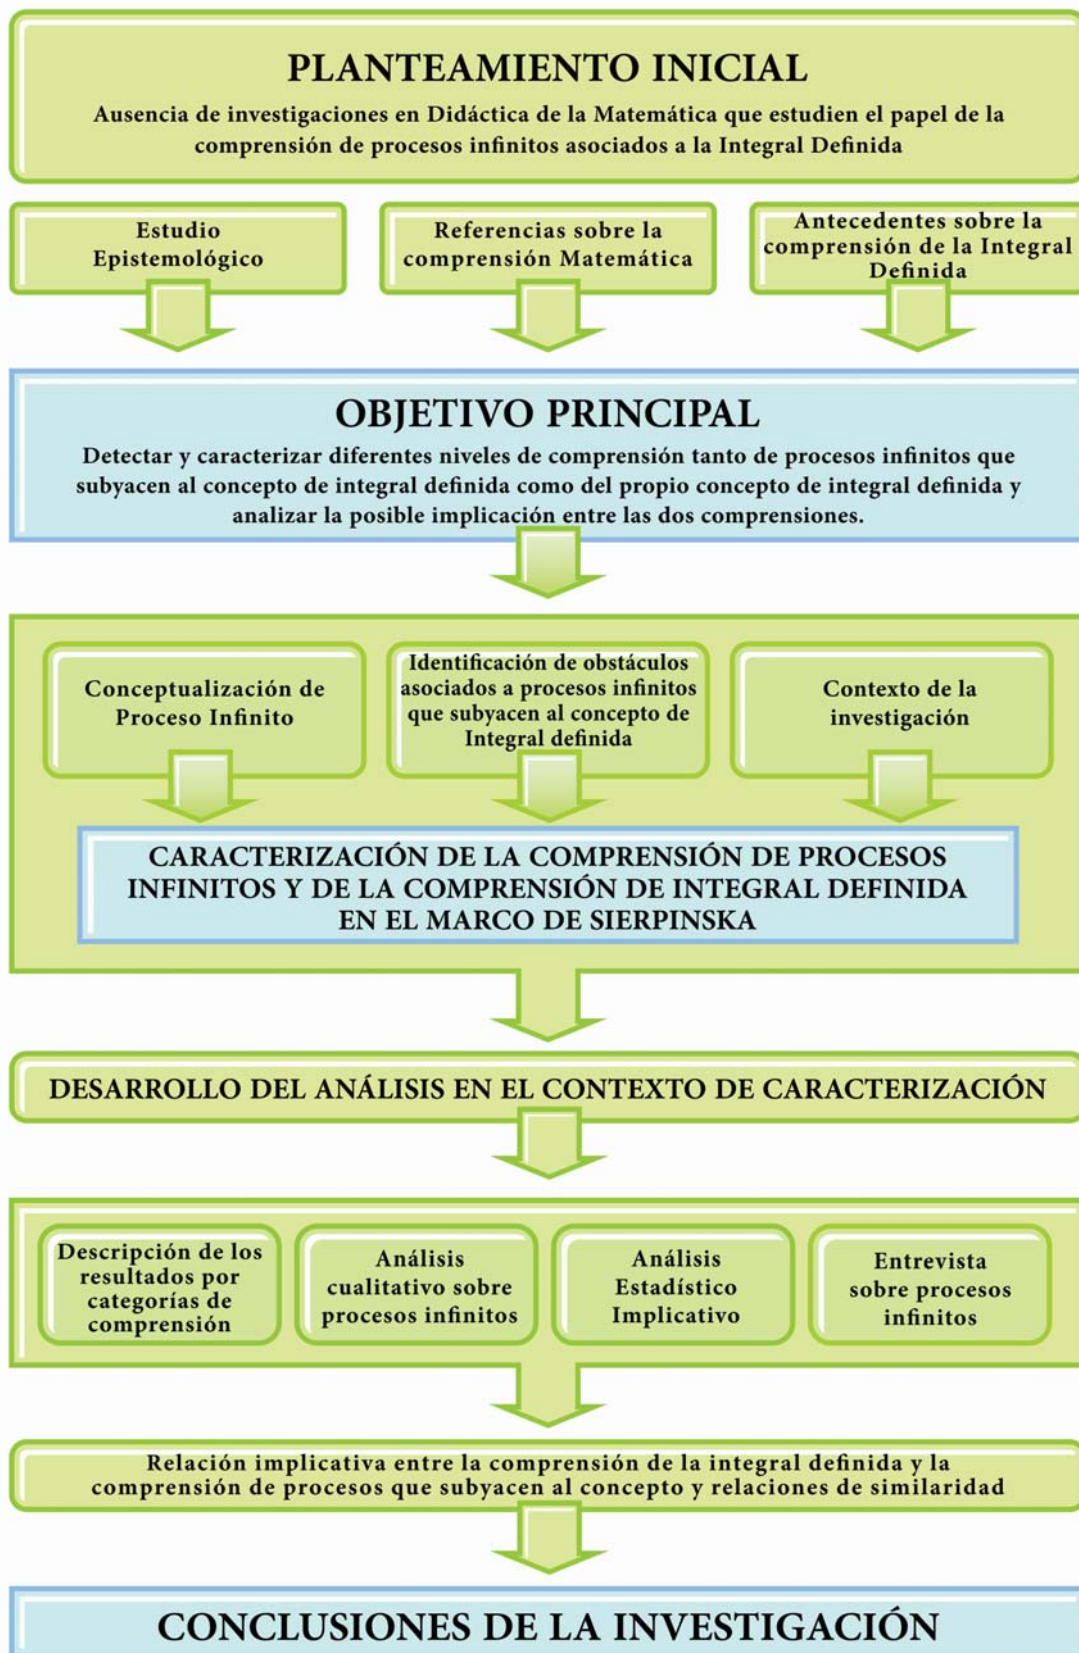 PLANTEAMIENTO INICIAL
Ausencia de investigaciones en Didáctica de la Matemática que estudien el papel de la
comprensión de procesos infinitos asociados a la Integral Definida
Estudio
Epistemológico
Referencias sobre la
comprensión Matemática
Antecedentes sobre la
comprensión de la Integral
Definida
OBJETIVO PRINCIPAL
Detectar y caracterizar diferentes niveles de comprensión tanto de procesos infinitos que
subyacen al concepto de integral definida como del propio concepto de integral definida y
analizar la posible implicación entre las dos comprensiones.
Conceptualización de
Proceso Infinito
Identificación de obstáculos
asociados a procesos infinitos
que subyacen al concepto de
Integral definida
Contexto de la
investigación
CARACTERIZACIÓN DE LA COMPRENSIÓN DE PROCESOS
INFINITOS Y DE LA COMPRENSIÓN DE INTEGRAL DEFINIDA
EN EL MARCO DE SIERPINSKA
DESARROLLO DEL ANÁLISIS EN EL CONTEXTO DE CARACTERIZACIÓN
Descripción de los
resultados por
categorías de
comprensión
Análisis
cualitativo sobre
procesos infinitos
Análisis
Estadístico
Implicativo
Entrevista
sobre procesos
infinitos
Relación implicativa entre la comprensión de la integral definida y la
comprensión de procesos que subyacen al concepto y relaciones de similaridad
CONCLUSIONES DE LA INVESTIGACIÓN